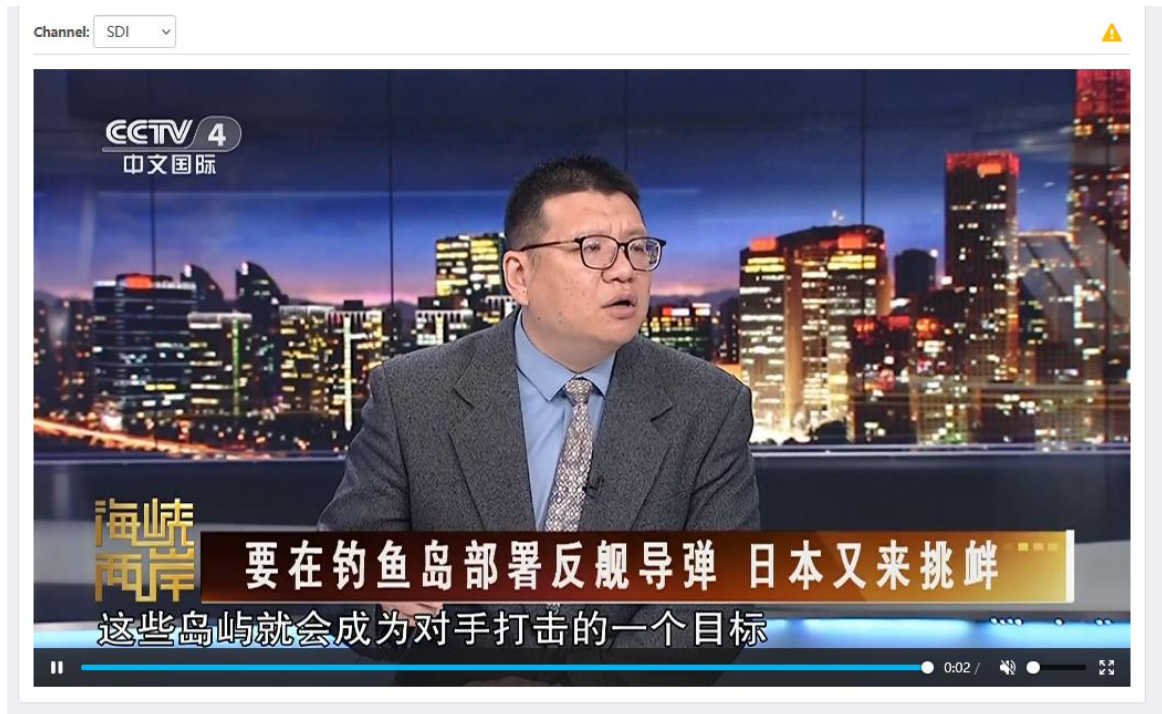 Channel: SDI
CCTV 4
中文国际
海峡
两岸
要在钓鱼岛部署反舰导弹 日本又来挑衅
这些岛屿就会成为对手打击的一个目标
0:02 /